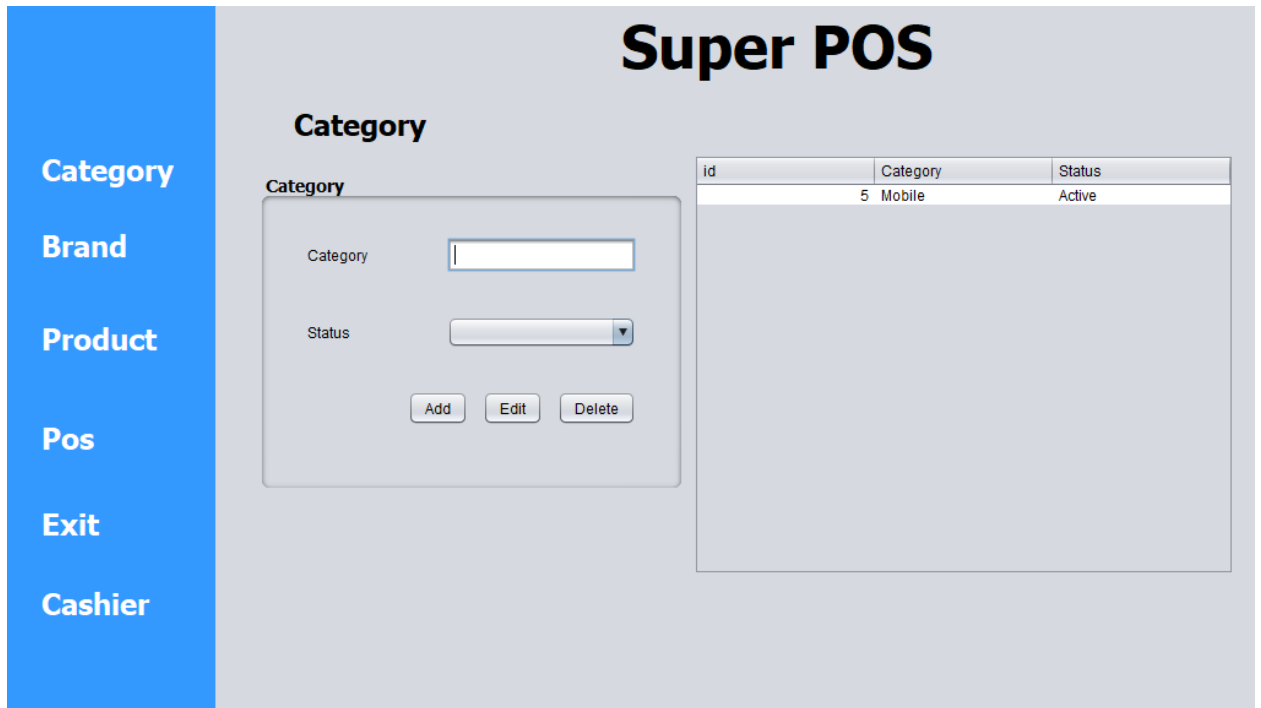 Super POS
Category
Brand
Product
Pos
Exit
Cashier
Category
Category
Category
Status
Add Edit Delete
id Category Status
5 Mobile Active